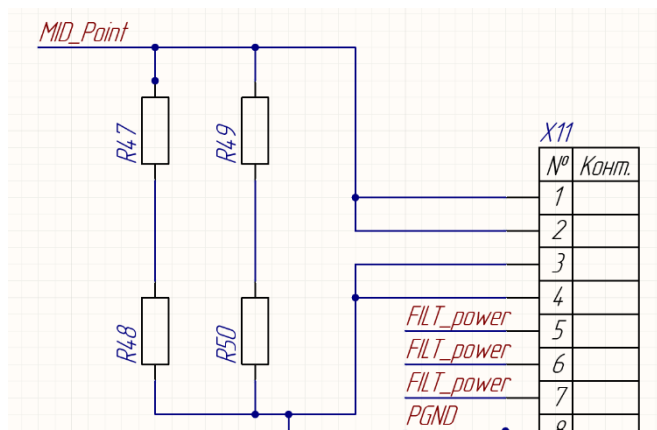 MID_Point
R47
R49
R48
R50
X11
№ Конт.
1
2
3
4
FILT_power 5
FILT_power 6
FILT_power 7
PGND